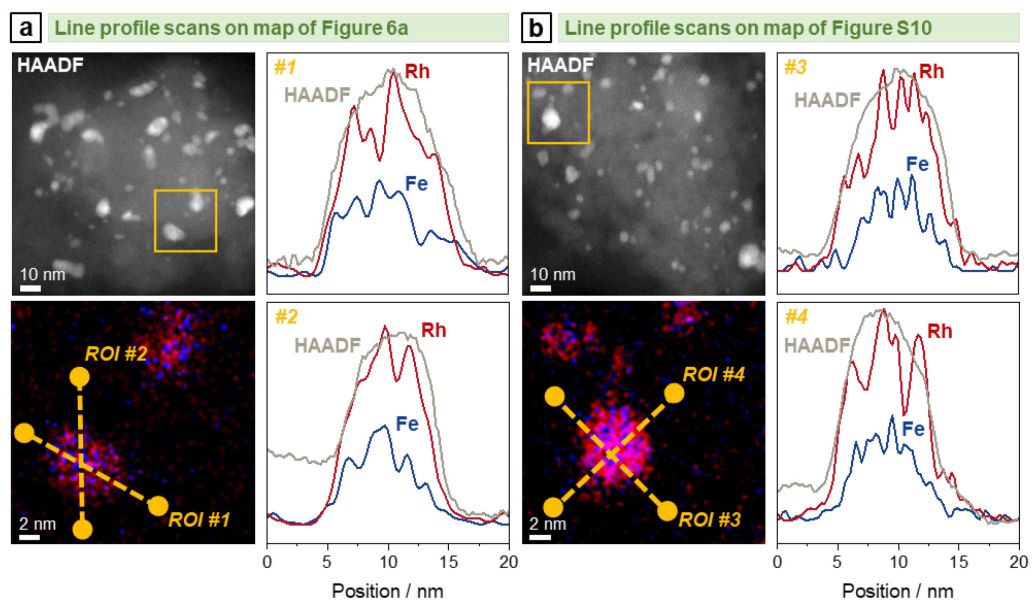 a Line profile scans on map of Figure 6a
HAADF
10 nm
#1
Rh
HAADF
Fe
ROI #2
ROI #1
2 nm
#2
HAADF
Rh
Fe
0 5 10 15 20
Position / nm
b Line profile scans on map of Figure S10
HAADF
10 nm
#3
Rh
HAADF
Fe
ROI #4
ROI #3
2 nm
#4
Rh
HAADF
Fe
0 5 10 15 20
Position / nm